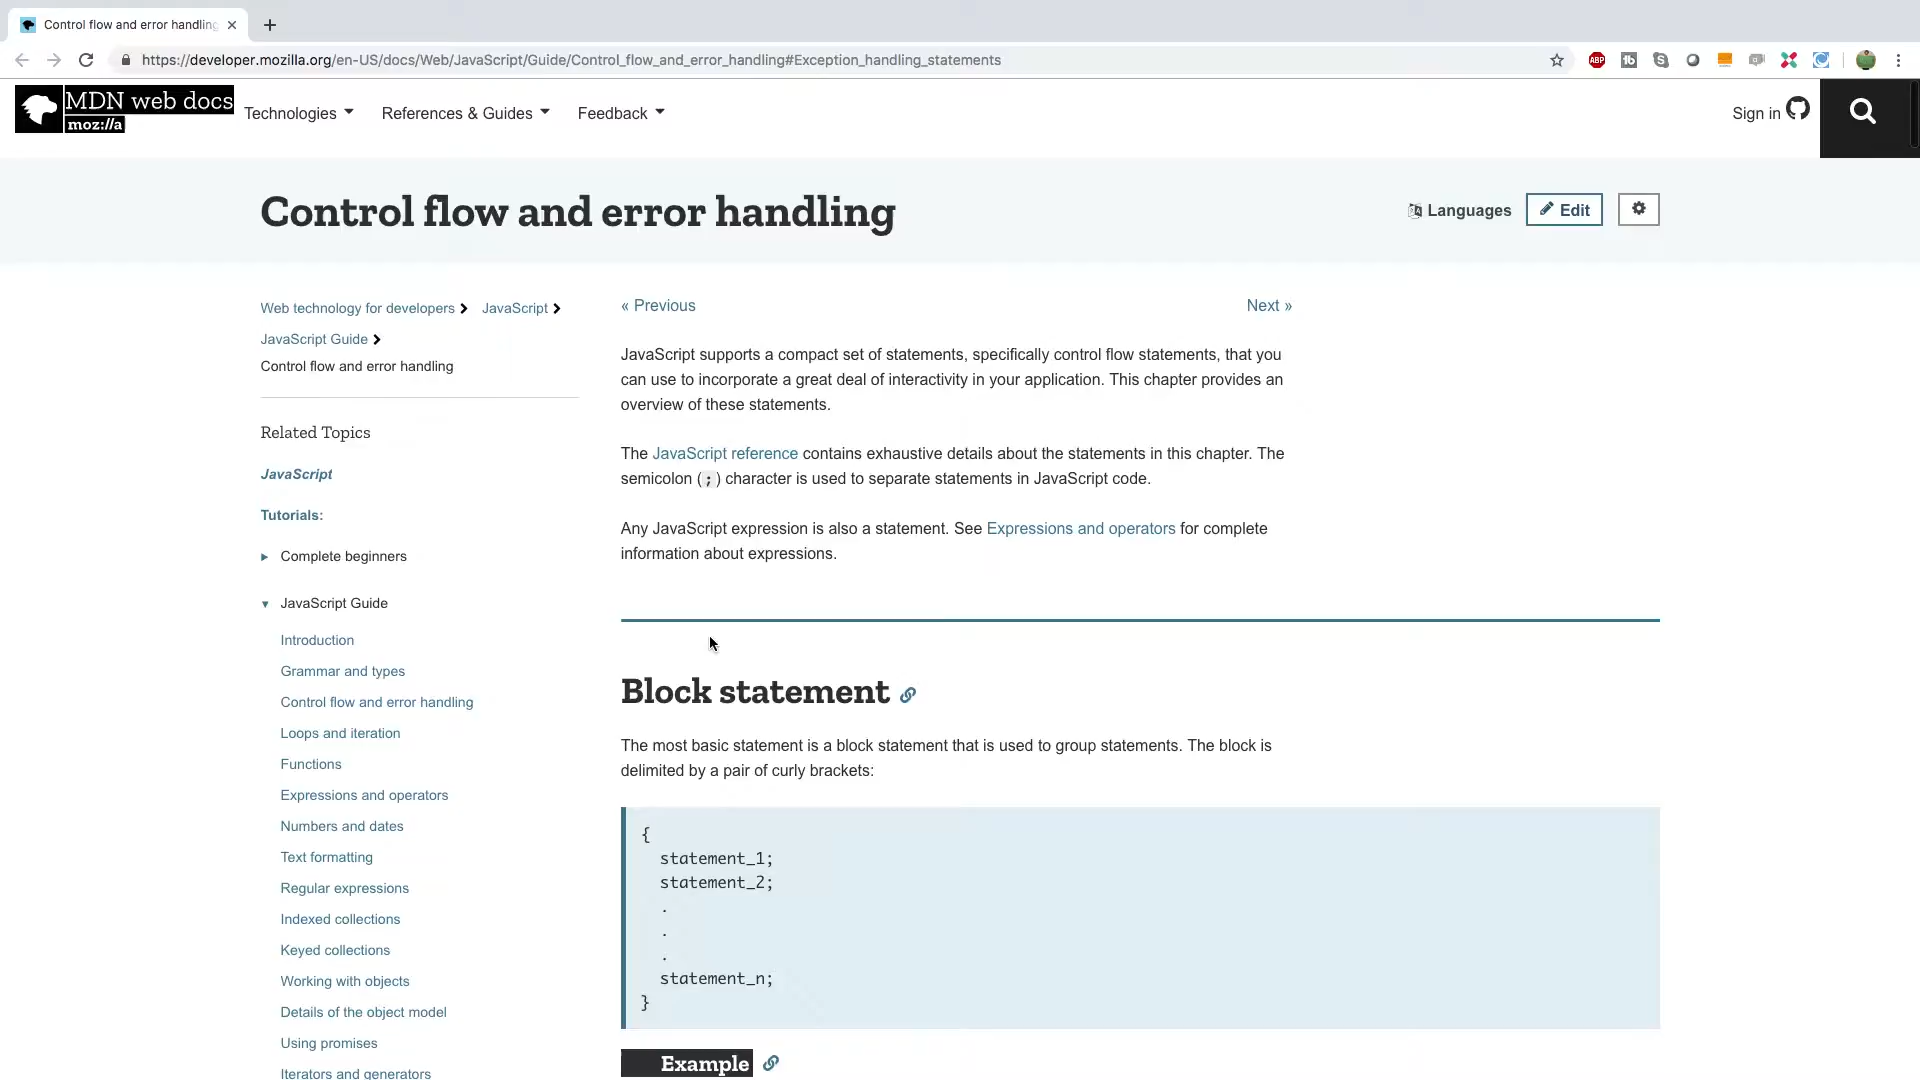 Control flow and error handling
https://developer.mozilla.org/en-US/docs/Web/JavaScript/Guide/Control_flow_and_error_handling#Exception_handling_statements
ABP
MDN web docs
moz://a
Technologies
References & Guides
Feedback
Sign in
Control flow and error handling
Languages
Edit
Web technology for developers
JavaScript
JavaScript Guide
Control flow and error handling
Related Topics
JavaScript
Tutorials:
Complete beginners
JavaScript Guide
Introduction
Grammar and types
Control flow and error handling
Loops and iteration
Functions
Expressions and operators
Numbers and dates
Text formatting
Regular expressions
Indexed collections
Keyed collections
Working with objects
Details of the object model
Using promises
Iterators and generators
« Previous
Next »
JavaScript supports a compact set of statements, specifically control flow statements, that you
can use to incorporate a great deal of interactivity in your application. This chapter provides an
overview of these statements.
The JavaScript reference contains exhaustive details about the statements in this chapter. The
semicolon (;) character is used to separate statements in JavaScript code.
Any JavaScript expression is also a statement. See Expressions and operators for complete
information about expressions.
Block statement
The most basic statement is a block statement that is used to group statements. The block is
delimited by a pair of curly brackets:
{
statement_1;
statement_2;
.
.
.
statement_n;
}
Example